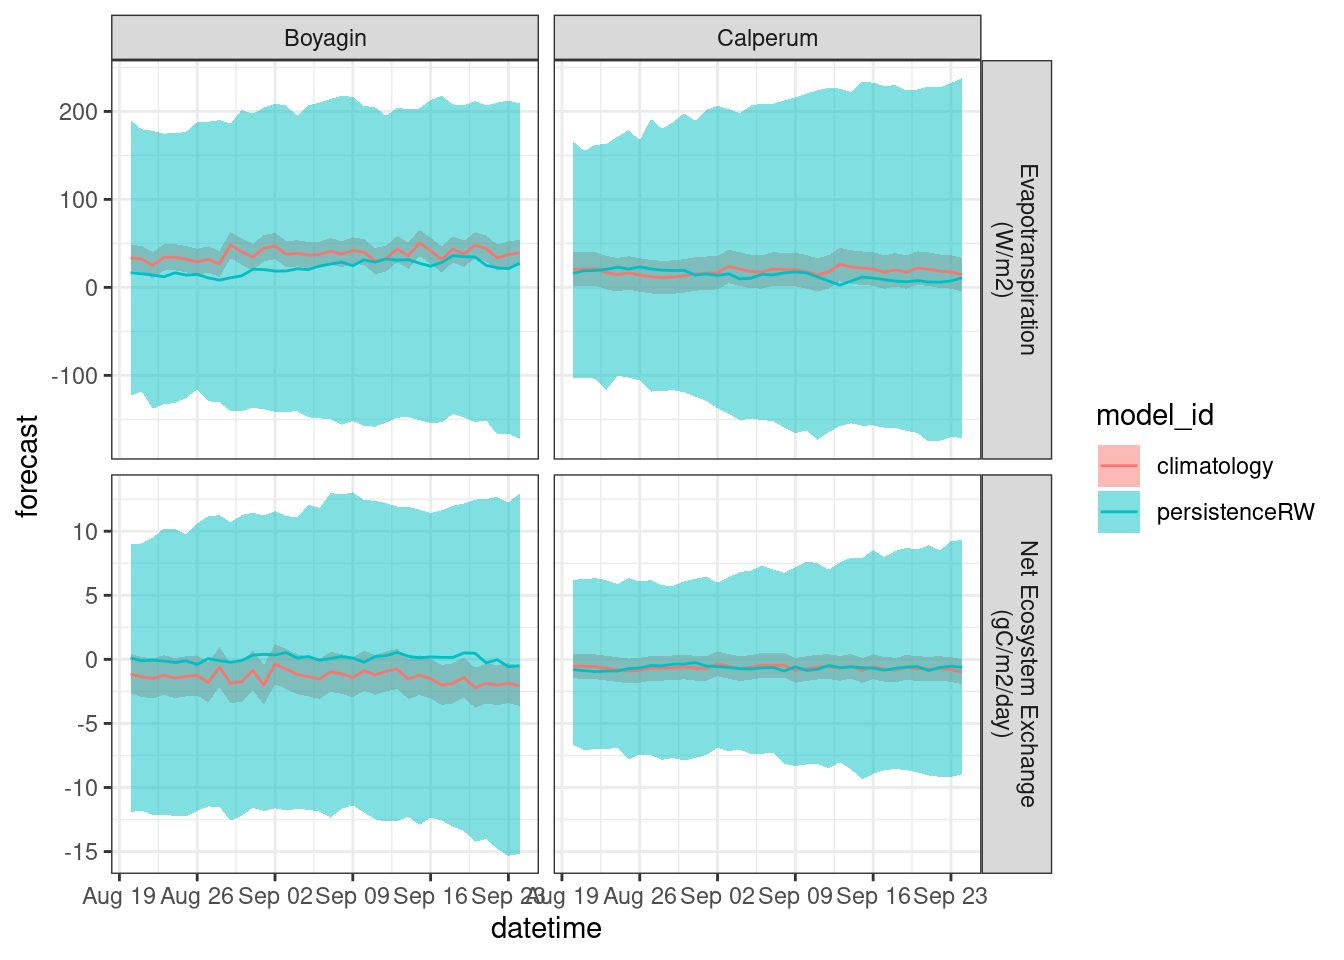 Boyagin
Calperum
200
100
0
-100
Evapotranspiration
(W/m2)
10
5
0
-5
-10
-15
Net Ecosystem Exchange
(gC/m2/day)
forecast
Aug 19 Aug 26 Sep 02 Sep 09 Sep 16 Sep 23
Aug 19 Aug 26 Sep 02 Sep 09 Sep 16 Sep 23
datetime
model_id
climatology
persistenceRW